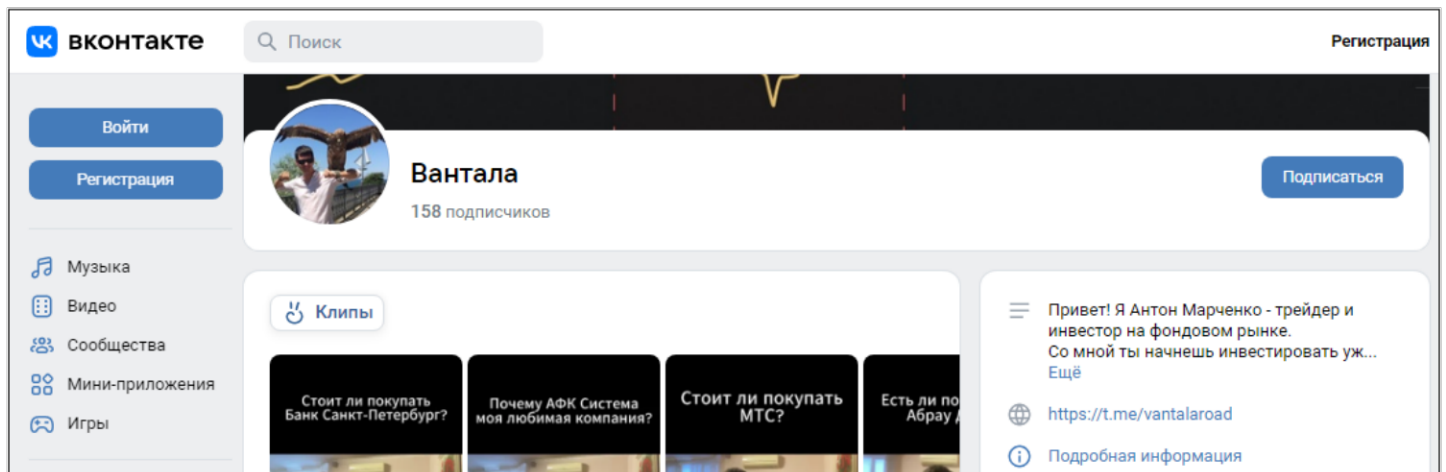 вконтакте
Поиск
Регистрация
Войти
Регистрация
Музыка
Видео
Сообщества
Мини-приложения
Игры
Вантала
158 подписчиков
Подписаться
Клипы
Стоит ли покупать
Банк Санкт-Петербург?
Почему АФК Система
моя любимая компания?
Стоит ли покупать
МТС?
Есть ли по
Абрау
Привет! Я Антон Марченко - трейдер и
инвестор на фондовом рынке.
Со мной ты начнешь инвестировать уж...
Ещё
https://t.me/vantalaroad
Подробная информация